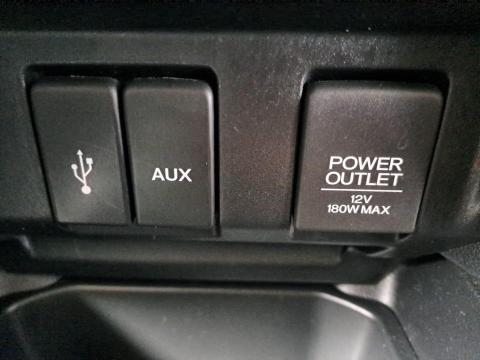 AUX
POWER
OUTLET
12V
180W MAX